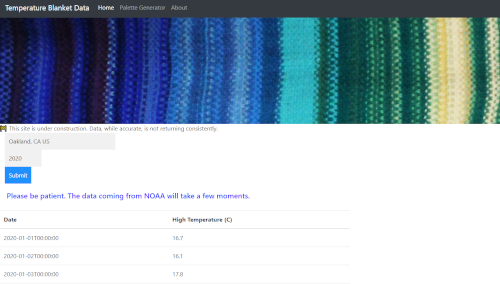 Temperature Blanket Data Home Palette Generator About
This site is under construction. Data, while accurate, is not returning consistently.
Oakland, CA US
2020
Submit
Please be patient. The data coming from NOAA will take a few moments.
Date High Temperature (C)
2020-01-01T00:00:00 16.7
2020-01-02T00:00:00 16.1
2020-01-03T00:00:00 17.8